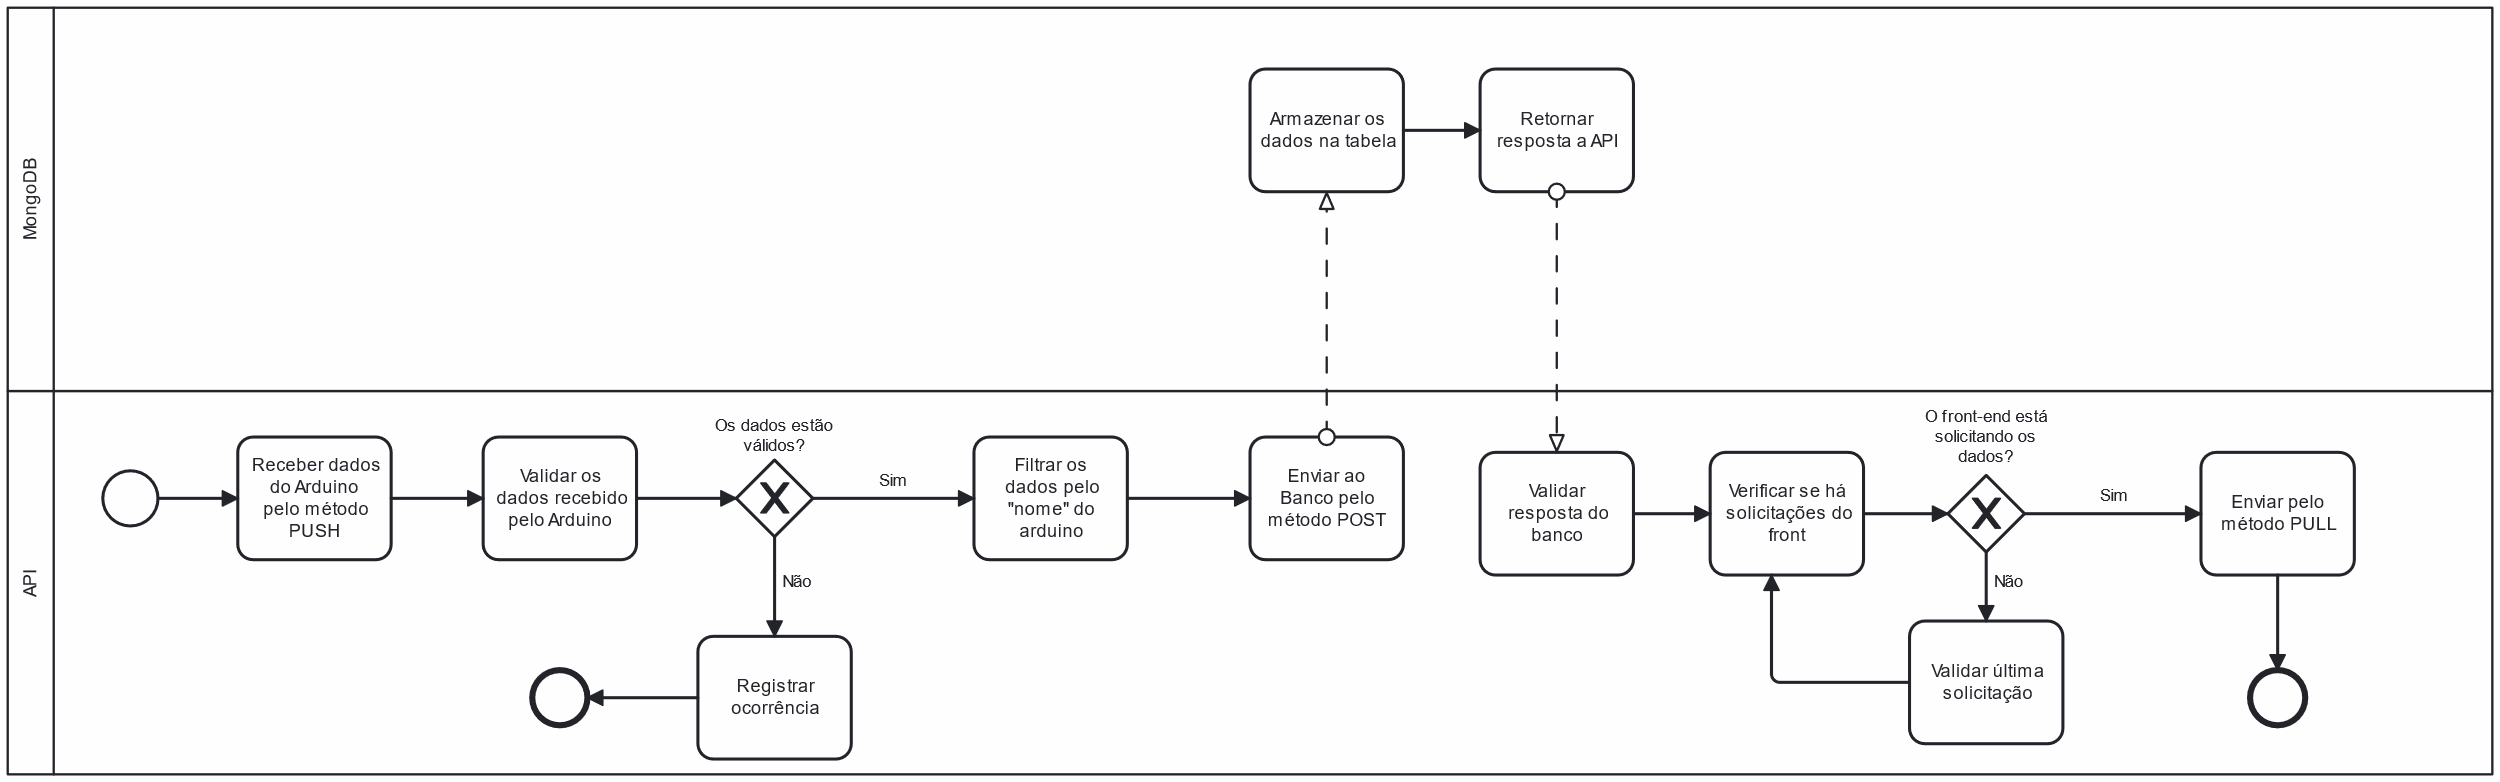 MongoDB
Armazenar os
dados na tabela
Retornar
resposta a API
API
Receber dados
do Arduino
pelo método
PUSH
Validar os
dados recebido
pelo Arduino
Os dados estão
válidos?
Sim
Não
Registrar
ocorrência
Filtrar os
dados pelo
"nome" do
arduino
Enviar ao
Banco pelo
método POST
Validar
resposta do
banco
Verificar se há
solicitações do
front
O front-end está
solicitando os
dados?
Sim
Não
Validar última
solicitação
Enviar pelo
método PULL